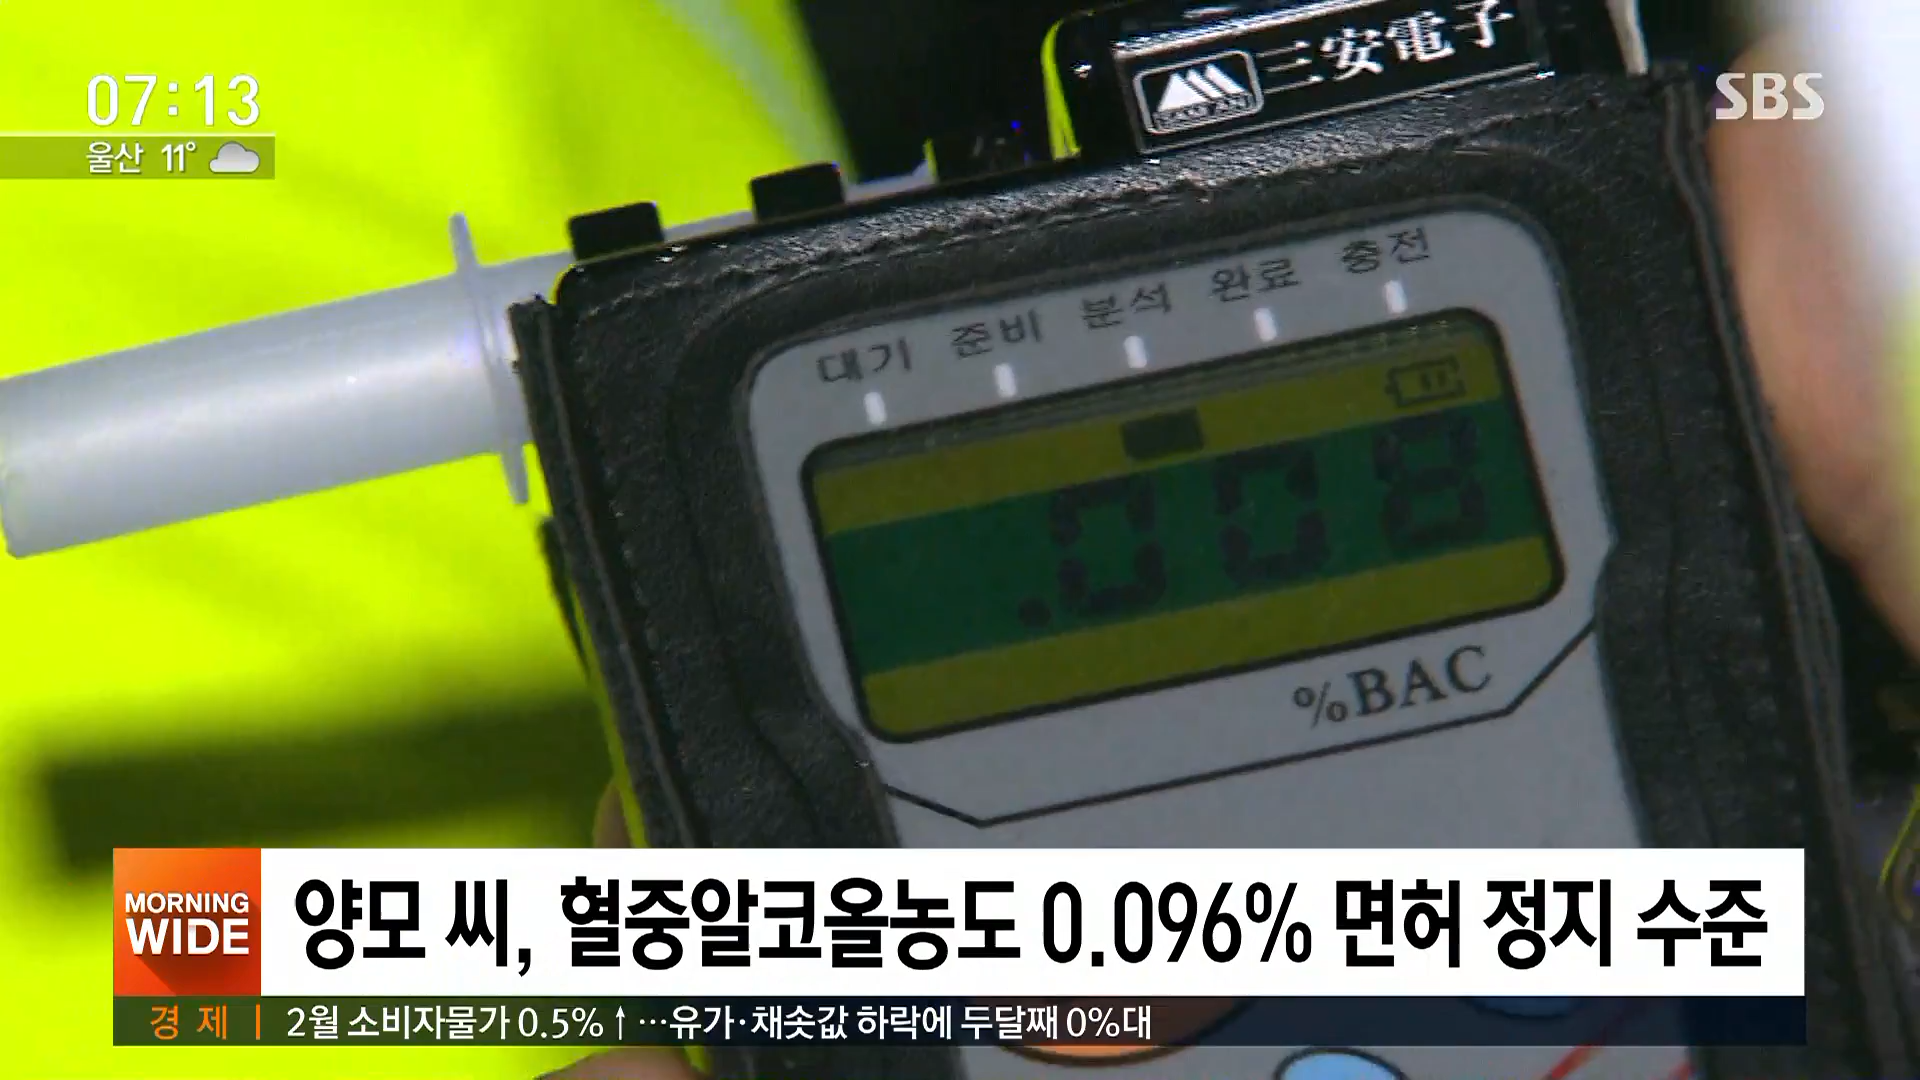 07:13
SBS
울산 11°
三安電子
SAM AN
대기 준비 분석 완료 충전
.008
%BAC
MORNING
WIDE
양모 씨, 혈중알코올농도 0.096% 면허 정지 수준
경제 | 2월 소비자물가 0.5%↑…유가·채솟값 하락에 두달째 0%대